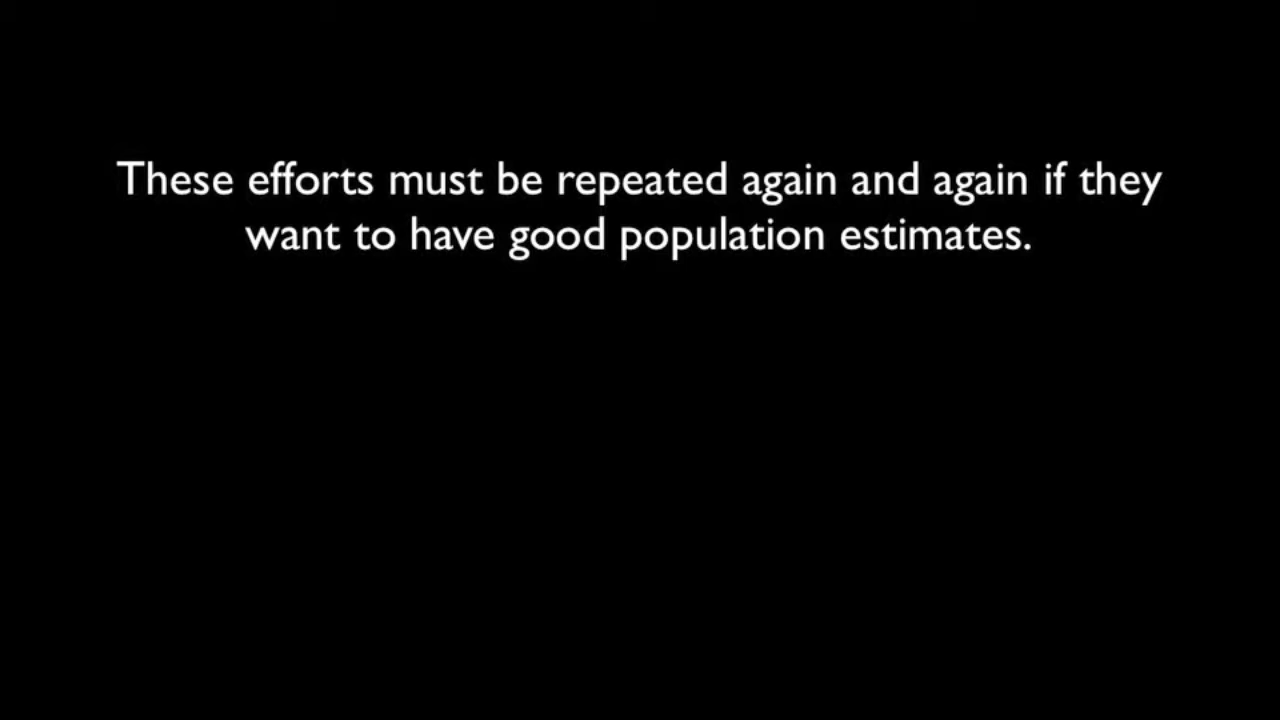 These efforts must be repeated again and again if they
want to have good population estimates.